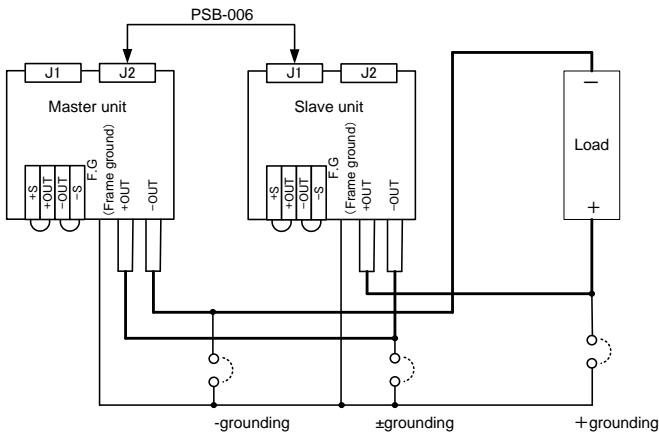 PSB-006
J1 J2 J1 J2
Master unit Slave unit
− 
Load
+
+S +OUT −OUT −S F.G (Frame ground) +OUT −OUT
+S +OUT −OUT −S F.G (Frame ground) +OUT −OUT
-grounding ±grounding +grounding